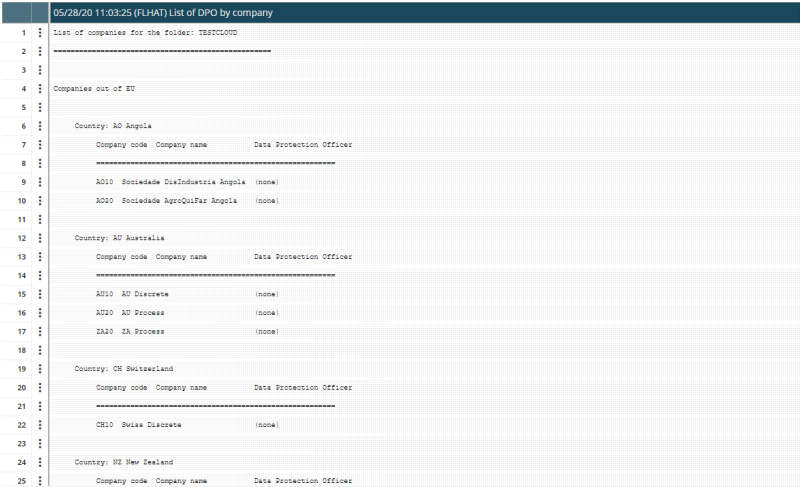 05/28/20 11:03:25 (FLHAT) List of DPO by company
1 List of companies for the folder: TESTCLOUD
2 ===================================================
3
4 Companies out of EU
5
6 Country: AO Angola
7 Company code Company name Data Protection Officer
8 ========================================================
9 AO10 Sociedade DisIndustria Angola (none)
10 AO20 Sociedade AgroQuiFar Angola (none)
11
12 Country: AU Australia
13 Company code Company name Data Protection Officer
14 ========================================================
15 AU10 AU Discrete (none)
16 AU20 AU Process (none)
17 ZA20 ZA Process (none)
18
19 Country: CH Switzerland
20 Company code Company name Data Protection Officer
21 ========================================================
22 CH10 Swiss Discrete (none)
23
24 Country: NZ New Zealand
25 Company code Company name Data Protection Officer